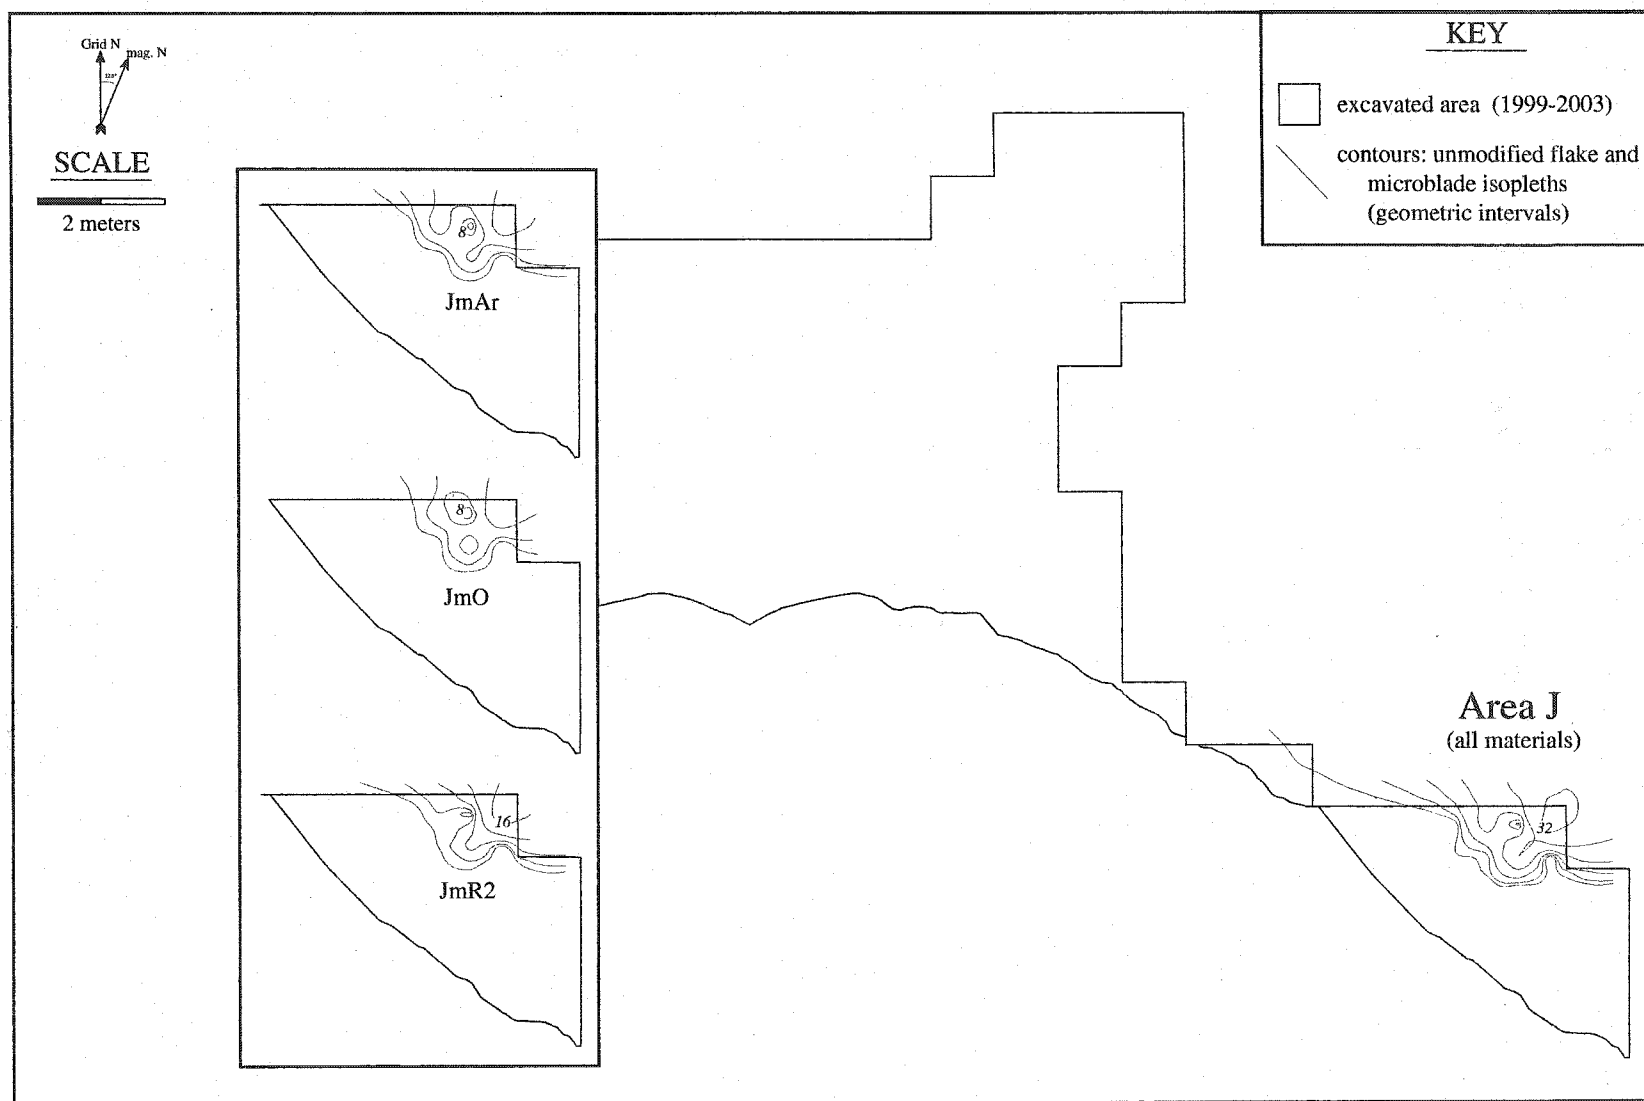 Grid N
mag. N
SCALE
2 meters
KEY
excavated area (1999-2003)
contours: unmodified flake and
microblade isopleths
(geometric intervals)
8
JmAr
8
JmO
16
JmR2
Area J
(all materials)
32